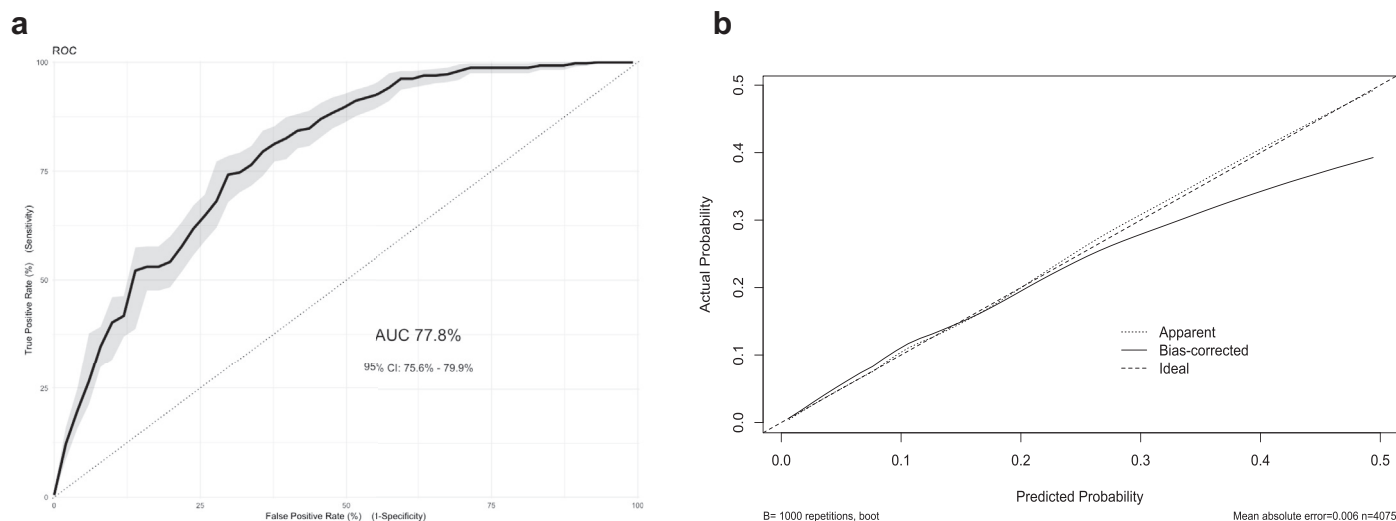 a
ROC
100
75
50
25
0
True Positive Rate (%) (Sensitivity)
AUC 77.8%
95% CI: 75.6% - 79.9%
0 25 50 75 100
False Positive Rate (%) (I-Specificity)
b
0.5
0.4
0.3
0.2
0.1
0.0
Actual Probability
Apparent
Bias-corrected
Ideal
0.0 0.1 0.2 0.3 0.4 0.5
Predicted Probability
B= 1000 repetitions, boot
Mean absolute error=0.006 n=4075